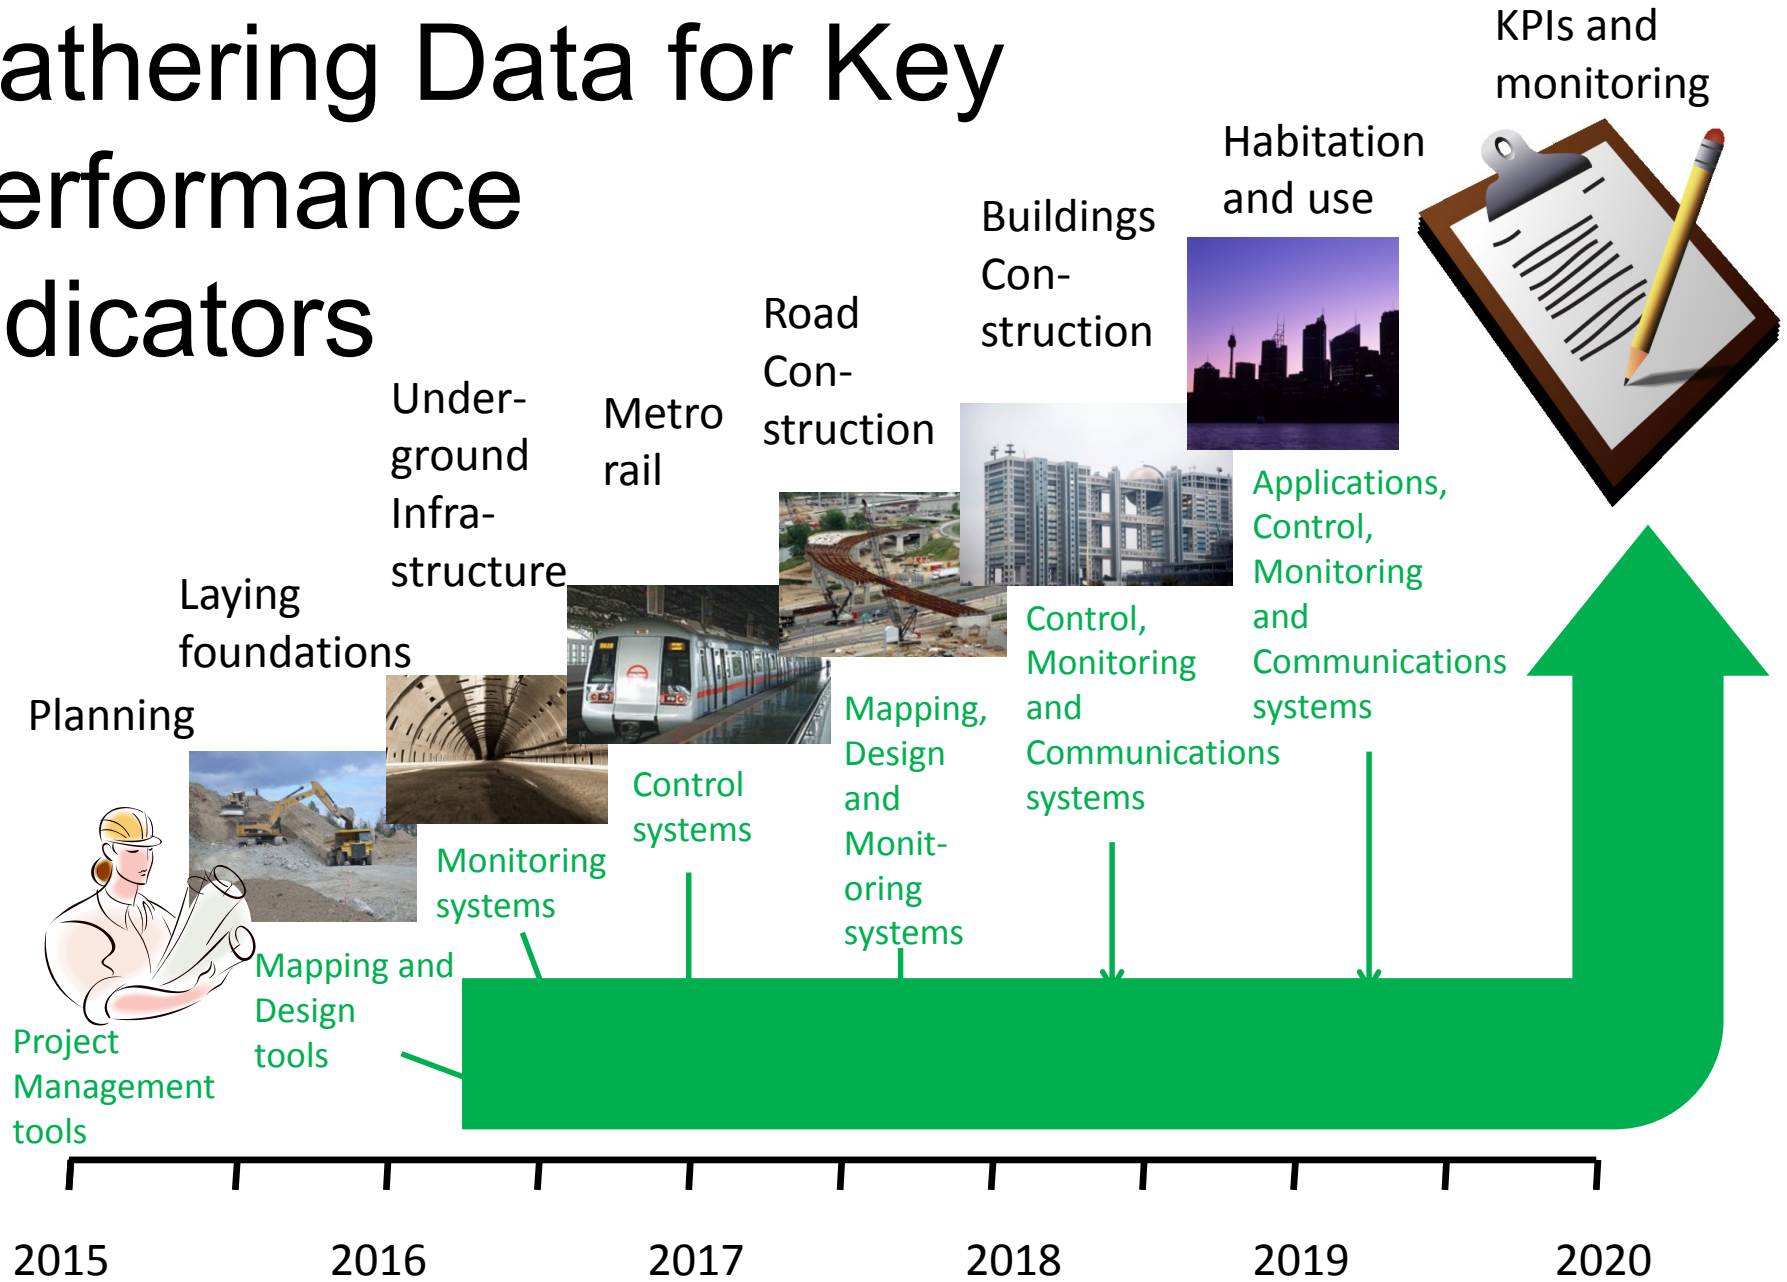 athering Data for Key
erformance
dicators
KPIs and
monitoring
Habitation
and use
Buildings
Con-
struction
Road
Con-
struction
Metro
rail
Under-
ground
Infra-
structure
Laying
foundations
Planning
Project
Management
tools
Mapping and
Design
tools
Monitoring
systems
Control
systems
Mapping,
Design
and
Monit-
oring
systems
Control,
Monitoring
and
Communications
systems
Applications,
Control,
Monitoring
and
Communications
systems
2015 2016 2017 2018 2019 2020